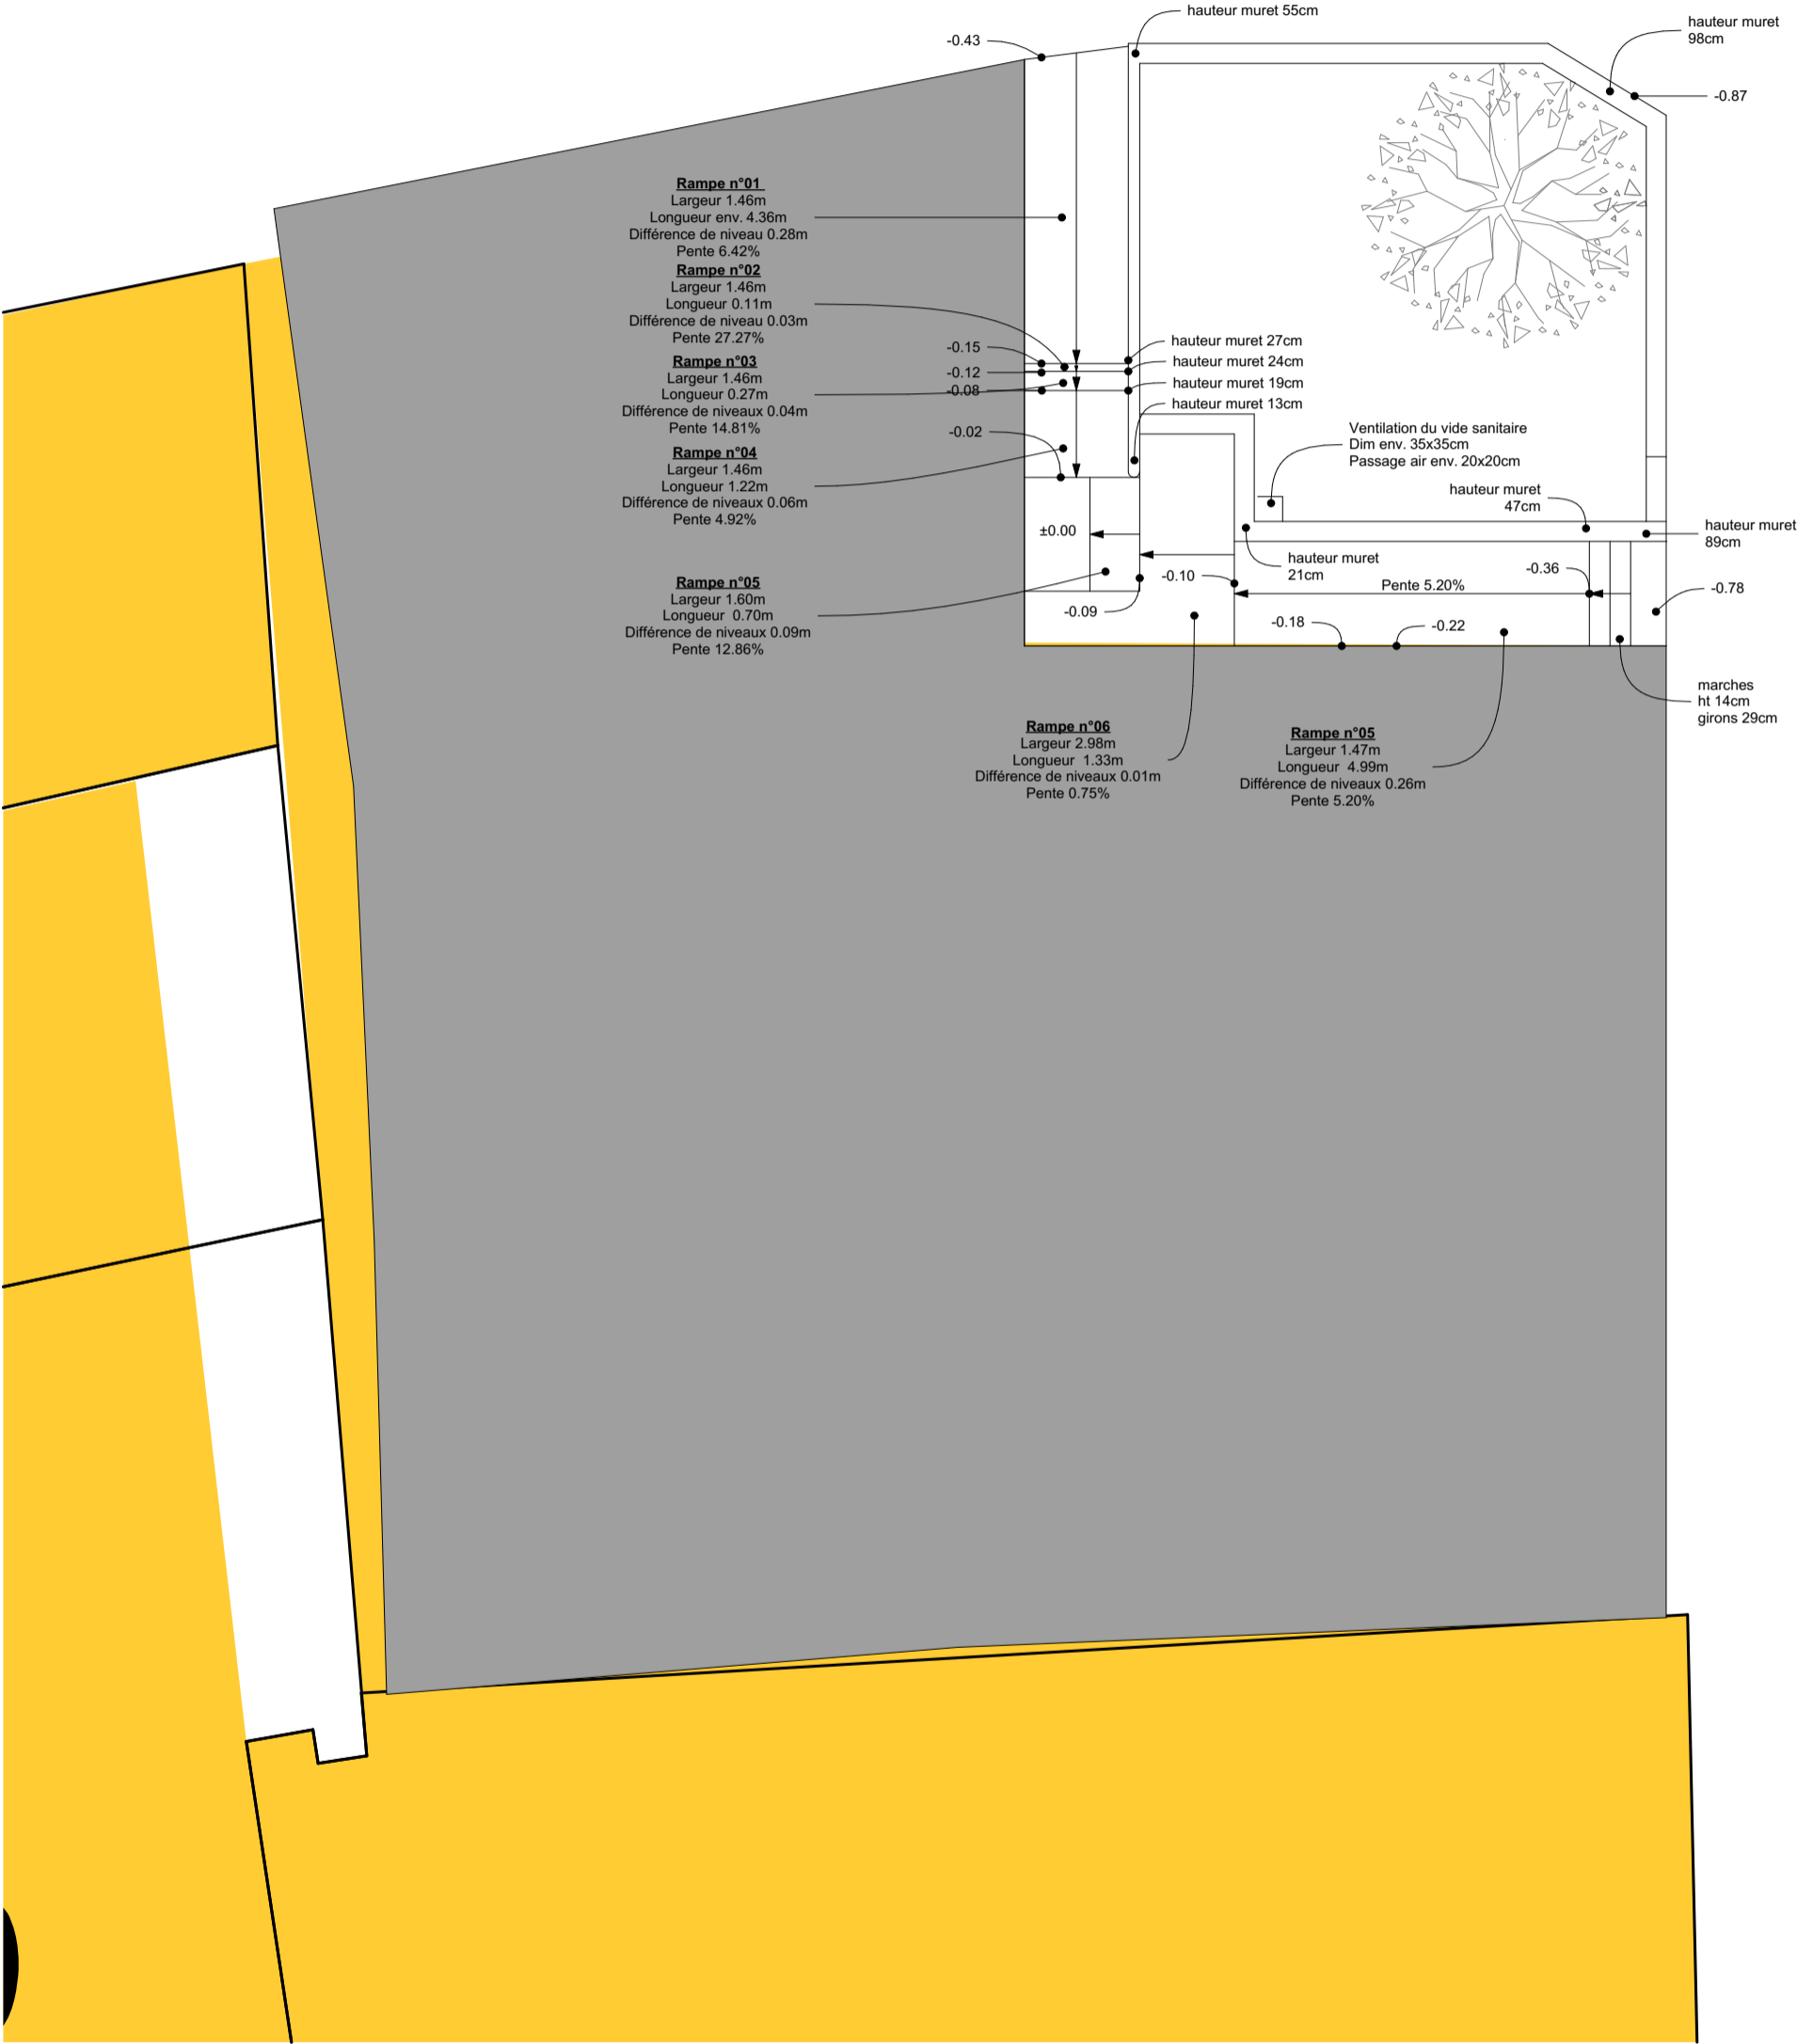 hauteur muret 55cm
hauteur muret
98cm
-0.43
-0.87
Rampe n°01
Largeur 1.46m
Longueur env. 4.36m
Différence de niveau 0.28m
Pente 6.42%
Rampe n°02
Largeur 1.46m
Longueur 0.11m
Différence de niveau 0.03m
Pente 27.27%
Rampe n°03
Largeur 1.46m
Longueur 0.27m
Différence de niveaux 0.04m
Pente 14.81%
Rampe n°04
Largeur 1.46m
Longueur 1.22m
Différence de niveaux 0.06m
Pente 4.92%
Rampe n°05
Largeur 1.60m
Longueur 0.70m
Différence de niveaux 0.09m
Pente 12.86%
-0.15
-0.12
-0.08
-0.02
hauteur muret 27cm
hauteur muret 24cm
hauteur muret 19cm
hauteur muret 13cm
Ventilation du vide sanitaire
Dim env. 35x35cm
Passage air env. 20x20cm
hauteur muret
47cm
hauteur muret
89cm
±0.00
hauteur muret
21cm
-0.10
Pente 5.20%
-0.36
-0.78
-0.09
-0.18
-0.22
marches
ht 14cm
girons 29cm
Rampe n°06
Largeur 2.98m
Longueur 1.33m
Différence de niveaux 0.01m
Pente 0.75%
Rampe n°05
Largeur 1.47m
Longueur 4.99m
Différence de niveaux 0.26m
Pente 5.20%